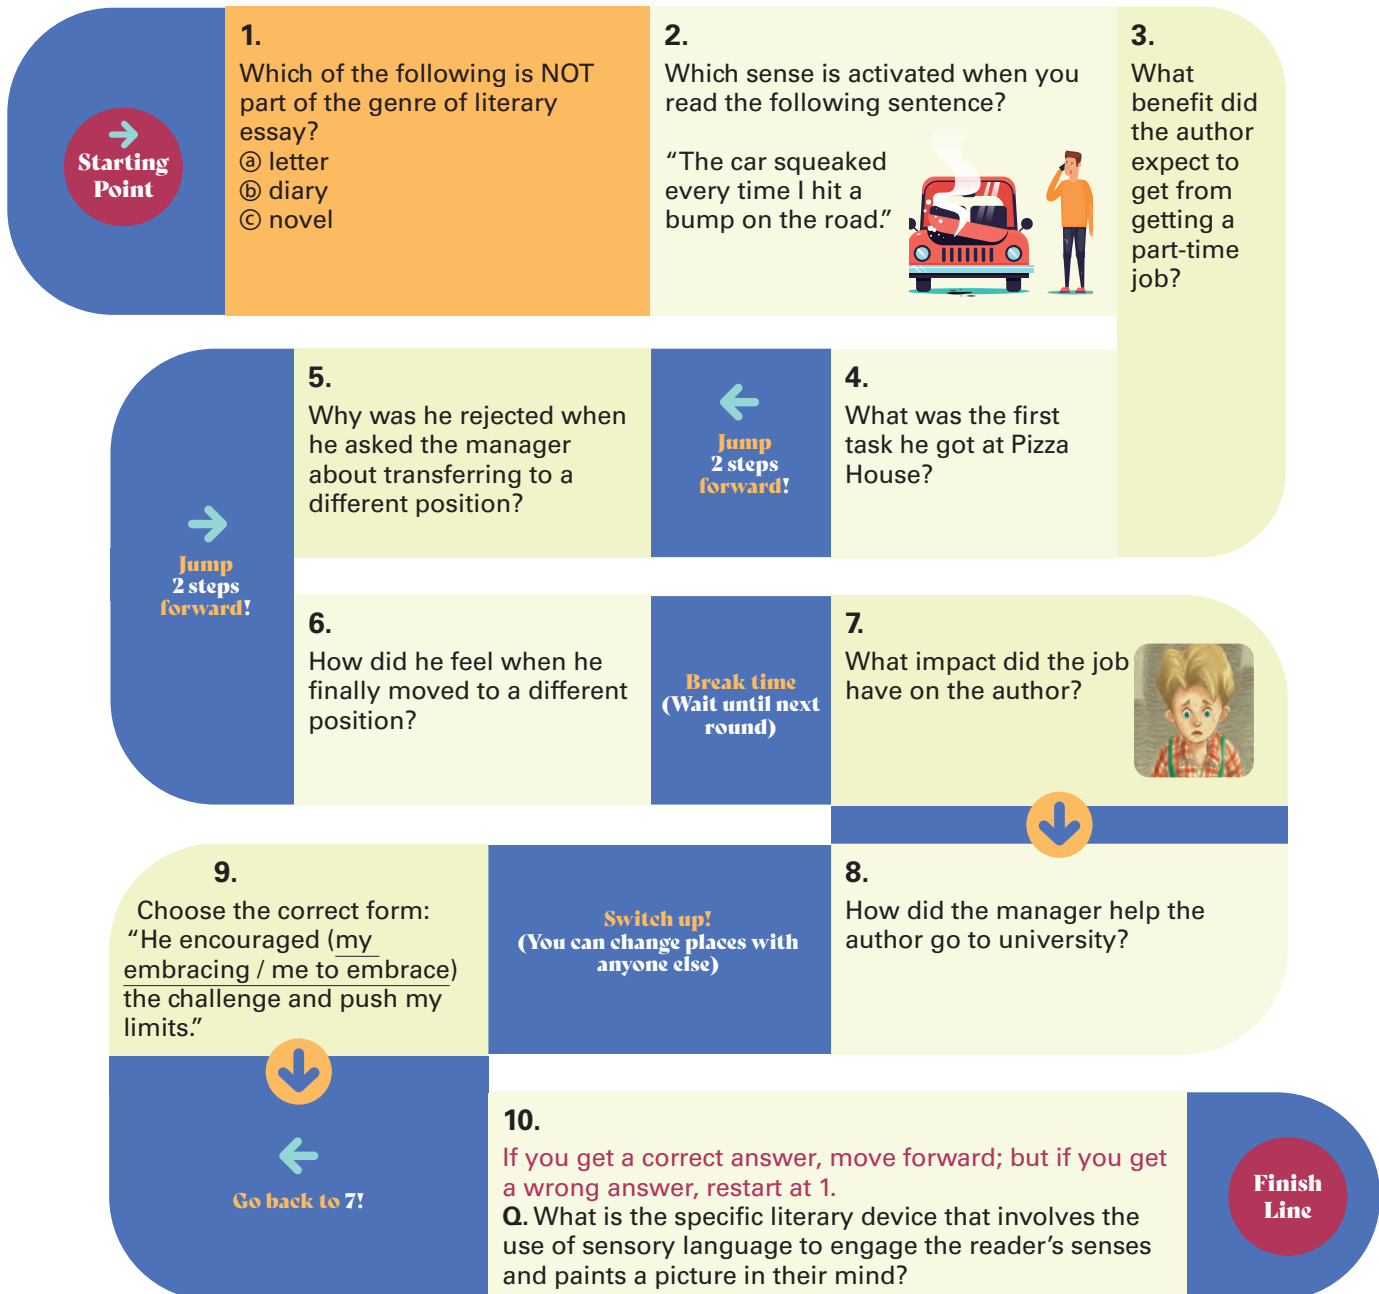 Starting
Point
1.
Which of the following is NOT
part of the genre of literary
essay?
ⓐ letter
ⓑ diary
ⓒ novel
2.
Which sense is activated when you
read the following sentence?
“The car squeaked
every time I hit a
bump on the road.”
3.
What
benefit did
the author
expect to
get from
getting a
part-time
job?
4.
What was the first
task he got at Pizza
House?
Jump
2 steps
forward!
5.
Why was he rejected when
he asked the manager
about transferring to a
different position?
Jump
2 steps
forward!
6.
How did he feel when he
finally moved to a different
position?
Break time
(Wait until next
round)
7.
What impact did the job
have on the author?
8.
How did the manager help the
author go to university?
Switch up!
(You can change places with
anyone else)
9.
Choose the correct form:
“He encouraged (my
embracing / me to embrace)
the challenge and push my
limits.”
Go back to 7!
10.
If you get a correct answer, move forward; but if you get
a wrong answer, restart at 1.
Q. What is the specific literary device that involves the
use of sensory language to engage the reader’s senses
and paints a picture in their mind?
Finish
Line